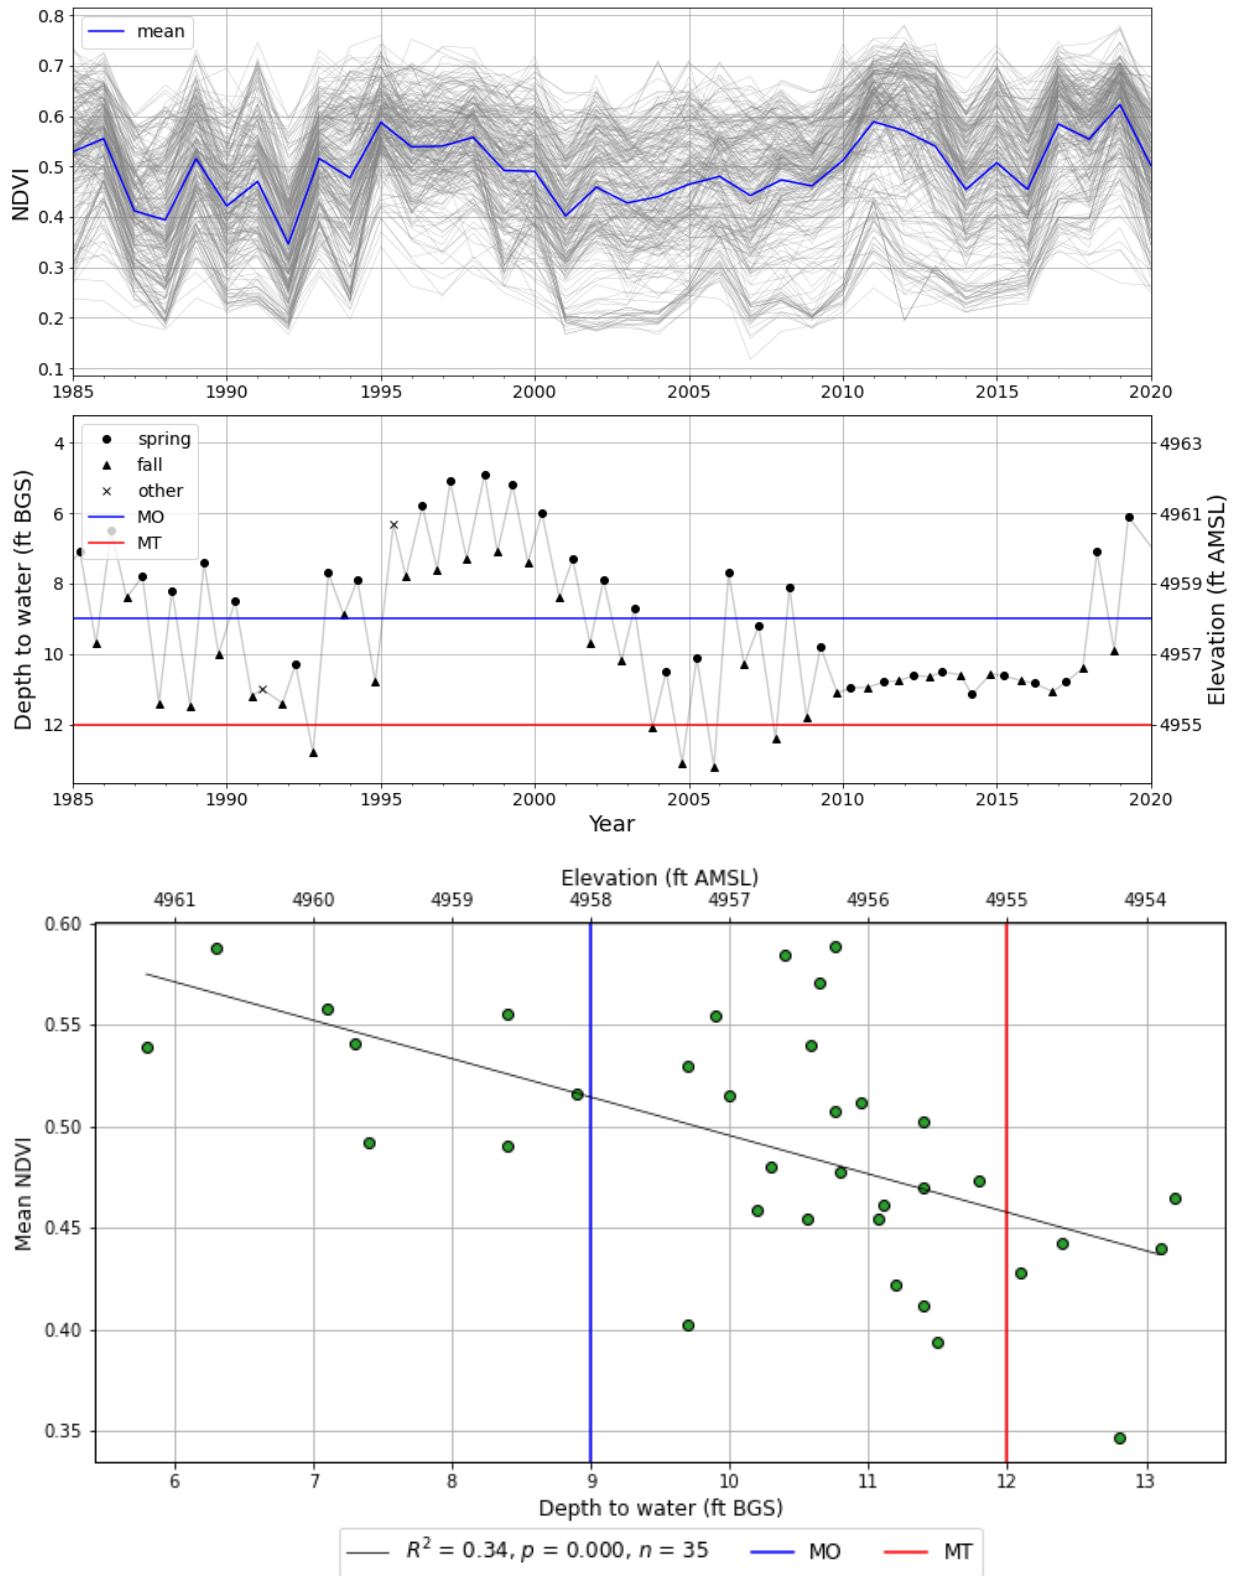 0.8
mean
0.7
0.6
0.5
0.4
0.3
0.2
0.1
NDVI
1985 1990 1995 2000 2005 2010 2015 2020
spring
fall
other
MO
MT
4
6
8
10
12
Depth to water (ft BGS)
4963
4961
4959
4957
4955
Elevation (ft AMSL)
1985 1990 1995 2000 2005 2010 2015 2020
Year
Elevation (ft AMSL)
4961 4960 4959 4958 4957 4956 4955 4954
0.60
0.55
0.50
0.45
0.40
0.35
Mean NDVI
6 7 8 9 10 11 12 13
Depth to water (ft BGS)
R² = 0.34, p = 0.000, n = 35 MO MT